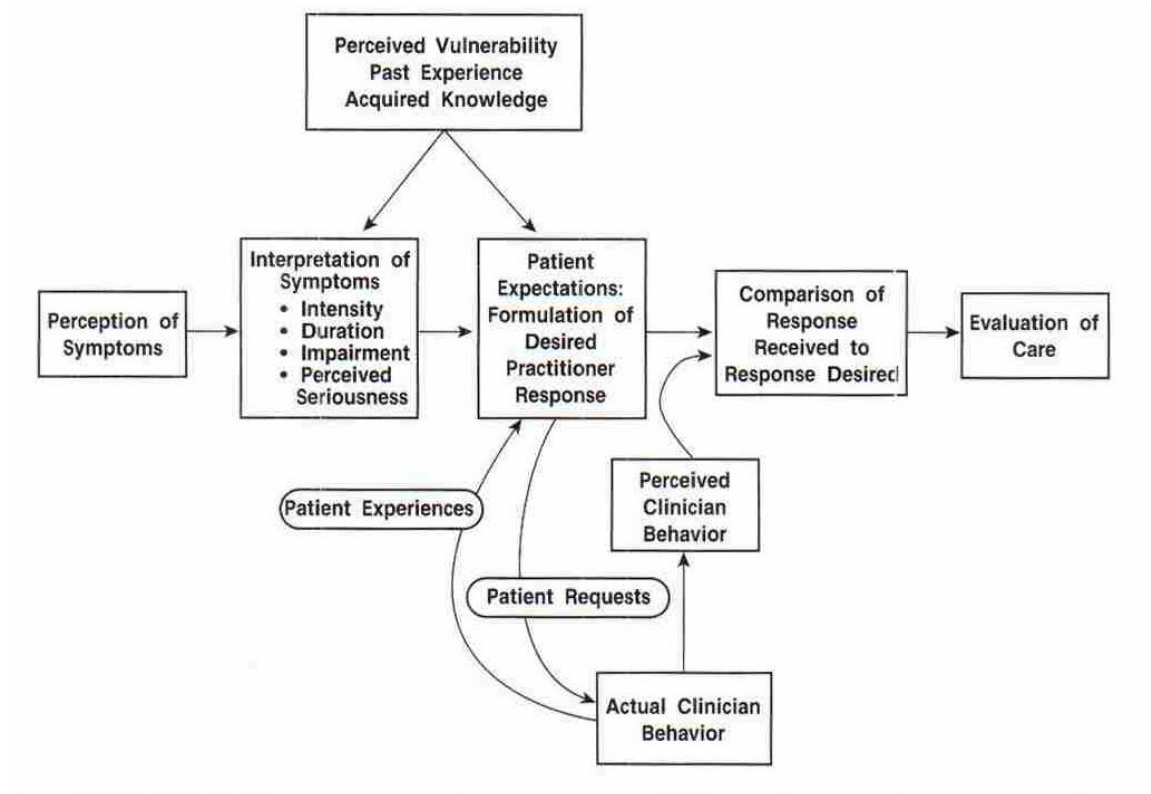 Perceived Vulnerability
Past Experience
Acquired Knowledge
Perception of
Symptoms
Interpretation of
Symptoms
• Intensity
• Duration
• Impairment
• Perceived
Seriousness
Patient
Expectations:
Formulation of
Desired
Practitioner
Response
Comparison of
Response
Received to
Response Desired
Evaluation of
Care
Patient Experiences
Perceived
Clinician
Behavior
Patient Requests
Actual Clinician
Behavior